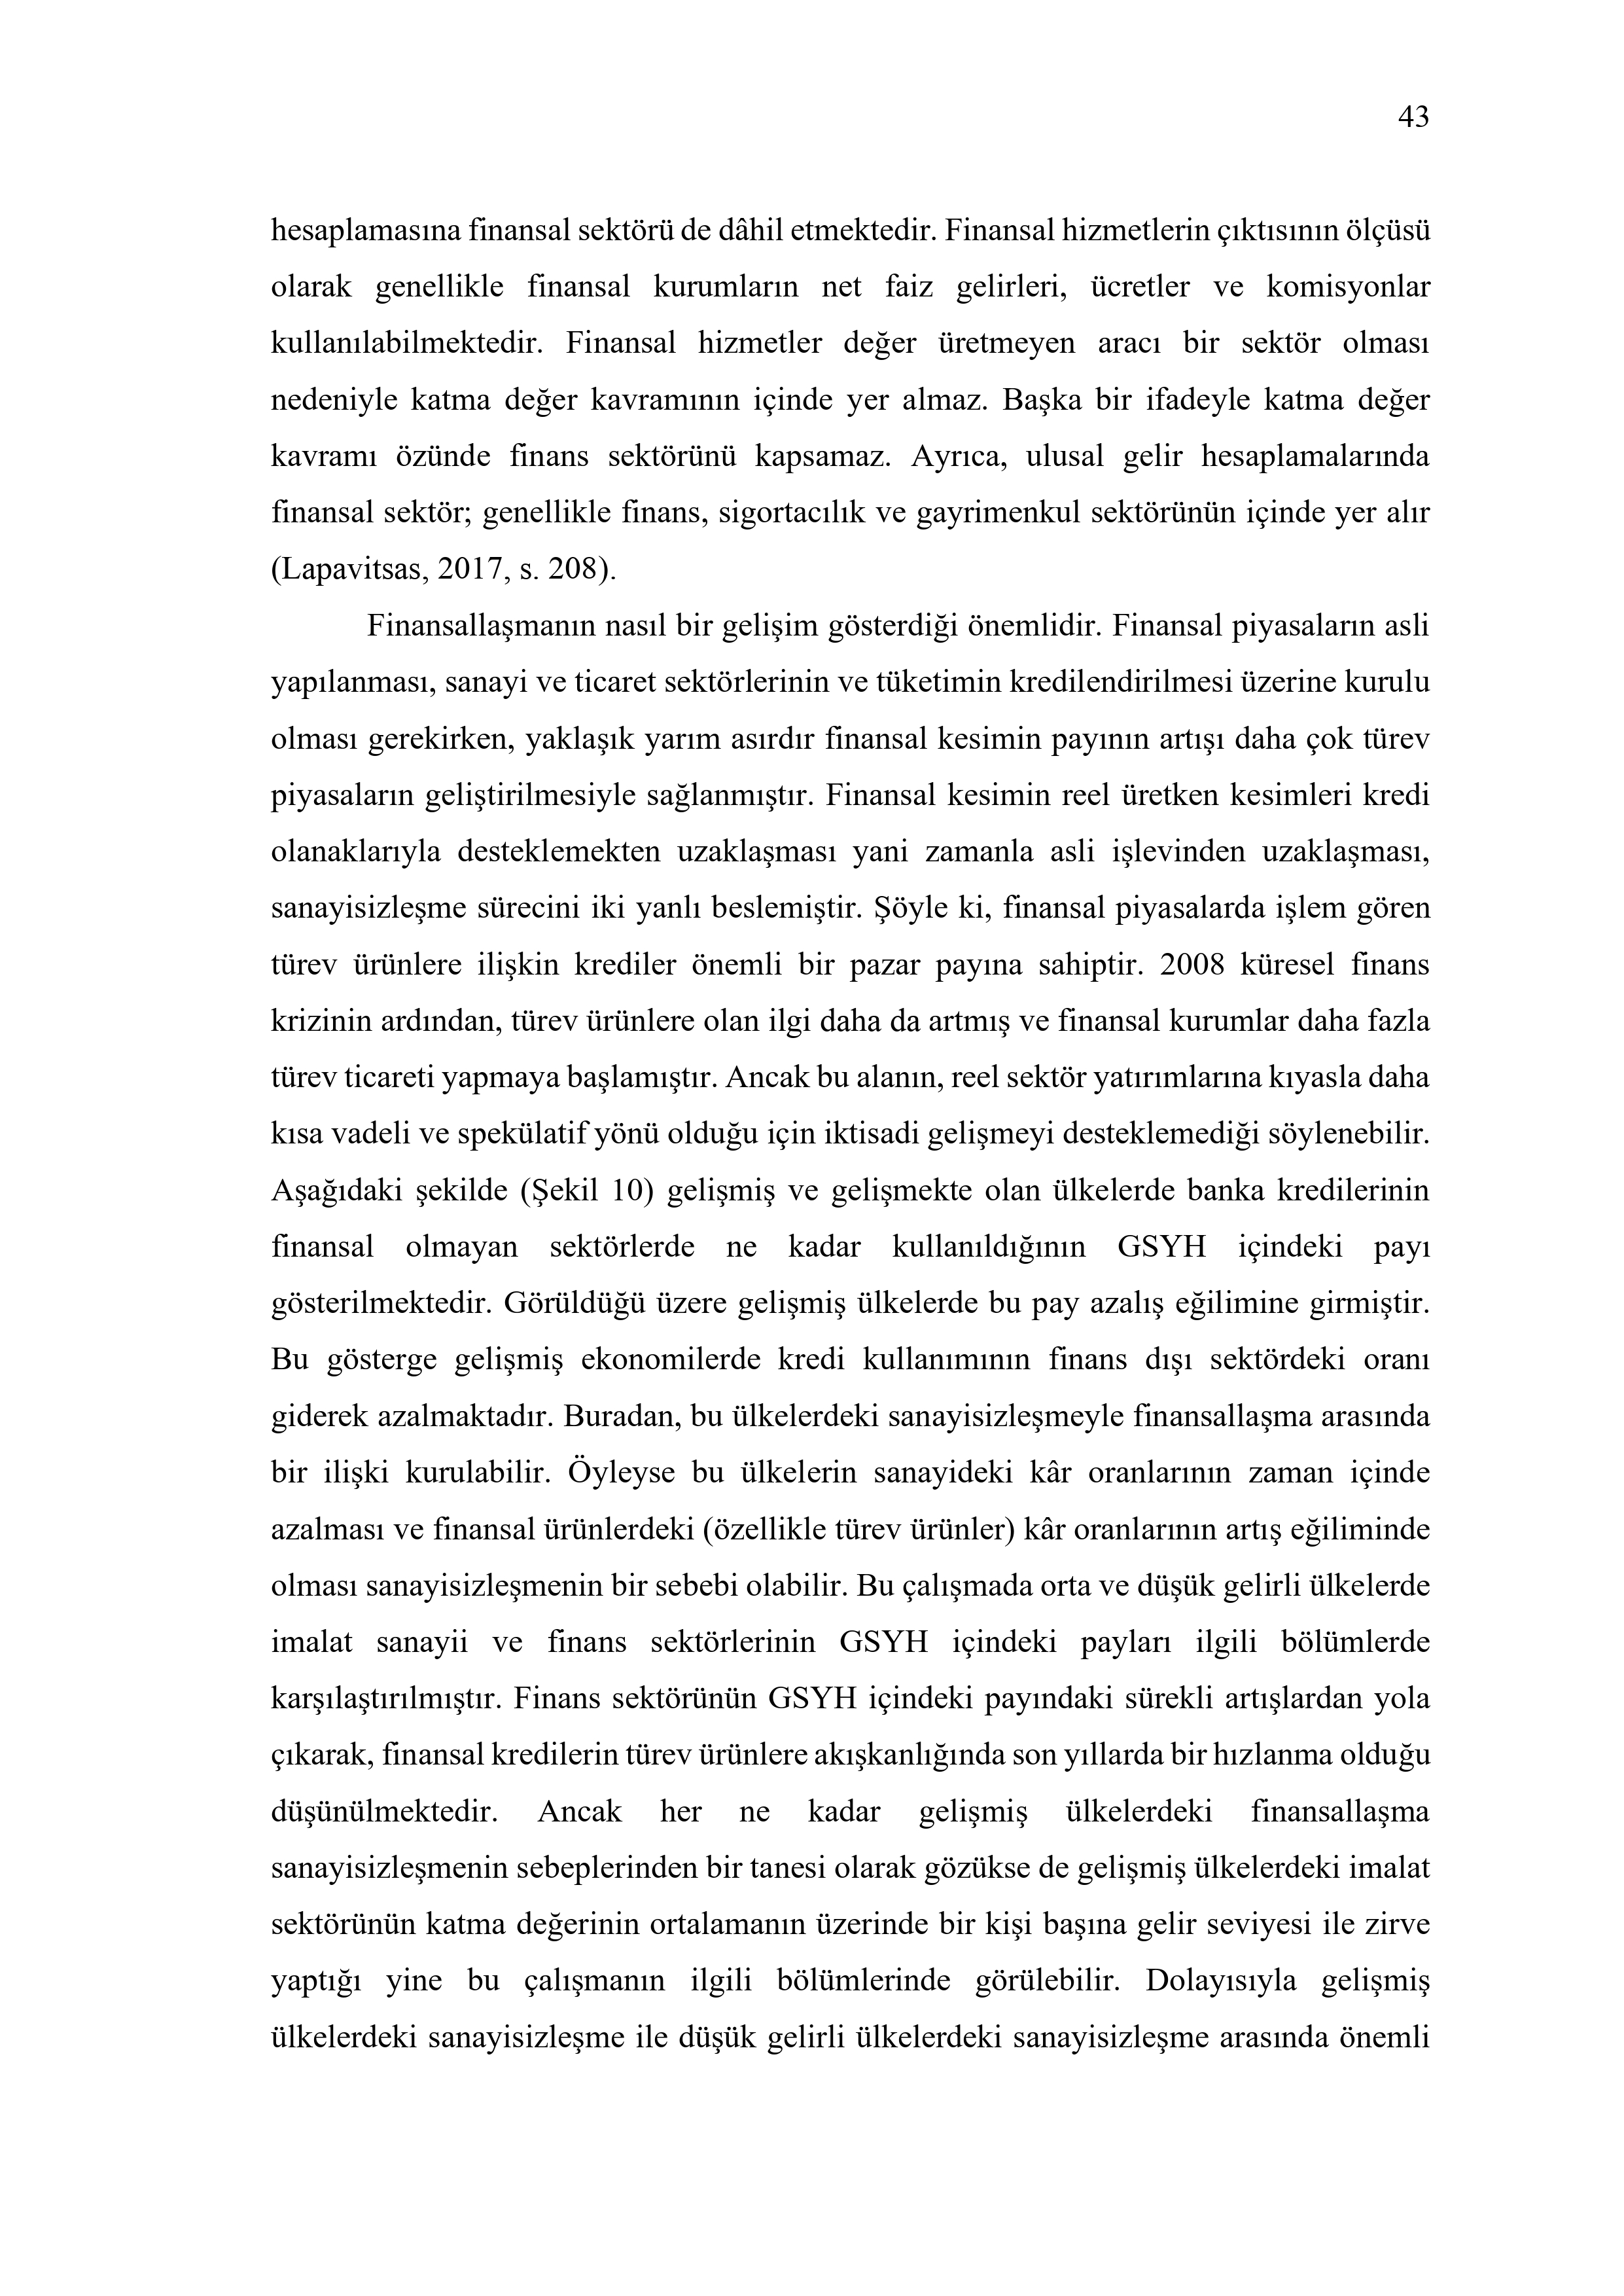 43
hesaplamasına finansal sektörü de dâhil etmektedir. Finansal hizmetlerin çıktısının ölçüsü
olarak genellikle finansal kurumların net faiz gelirleri, ücretler ve komisyonlar
kullanılabilmektedir. Finansal hizmetler değer üretmeyen aracı bir sektör olması
nedeniyle katma değer kavramının içinde yer almaz. Başka bir ifadeyle katma değer
kavramı özünde finans sektörünü kapsamaz. Ayrıca, ulusal gelir hesaplamalarında
finansal sektör; genellikle finans, sigortacılık ve gayrimenkul sektörünün içinde yer alır
(Lapavitsas, 2017, s. 208).
Finansallaşmanın nasıl bir gelişim gösterdiği önemlidir. Finansal piyasaların asli
yapılanması, sanayi ve ticaret sektörlerinin ve tüketimin kredilendirilmesi üzerine kurulu
olması gerekirken, yaklaşık yarım asırdır finansal kesimin payının artışı daha çok türev
piyasaların geliştirilmesiyle sağlanmıştır. Finansal kesimin reel üretken kesimleri kredi
olanaklarıyla desteklemekten uzaklaşması yani zamanla asli işlevinden uzaklaşması,
sanayisizleşme sürecini iki yanlı beslemiştir. Şöyle ki, finansal piyasalarda işlem gören
türev ürünlere ilişkin krediler önemli bir pazar payına sahiptir. 2008 küresel finans
krizinin ardından, türev ürünlere olan ilgi daha da artmış ve finansal kurumlar daha fazla
türev ticareti yapmaya başlamıştır. Ancak bu alanın, reel sektör yatırımlarına kıyasla daha
kısa vadeli ve spekülatif yönü olduğu için iktisadi gelişmeyi desteklemediği söylenebilir.
Aşağıdaki şekilde (Şekil 10) gelişmiş ve gelişmekte olan ülkelerde banka kredilerinin
finansal olmayan sektörlerde ne kadar kullanıldığının GSYH içindeki payı
gösterilmektedir. Görüldüğü üzere gelişmiş ülkelerde bu pay azalış eğilimine girmiştir.
Bu gösterge gelişmiş ekonomilerde kredi kullanımının finans dışı sektördeki oranı
giderek azalmaktadır. Buradan, bu ülkelerdeki sanayisizleşmeyle finansallaşma arasında
bir ilişki kurulabilir. Öyleyse bu ülkelerin sanayideki kâr oranlarının zaman içinde
azalması ve finansal ürünlerdeki (özellikle türev ürünler) kâr oranlarının artış eğiliminde
olması sanayisizleşmenin bir sebebi olabilir. Bu çalışmada orta ve düşük gelirli ülkelerde
imalat sanayii ve finans sektörlerinin GSYH içindeki payları ilgili bölümlerde
karşılaştırılmıştır. Finans sektörünün GSYH içindeki payındaki sürekli artışlardan yola
çıkarak, finansal kredilerin türev ürünlere akışkanlığında son yıllarda bir hızlanma olduğu
düşünülmektedir. Ancak her ne kadar gelişmiş ülkelerdeki finansallaşma
sanayisizleşmenin sebeplerinden bir tanesi olarak gözükse de gelişmiş ülkelerdeki imalat
sektörünün katma değerinin ortalamanın üzerinde bir kişi başına gelir seviyesi ile zirve
yaptığı yine bu çalışmanın ilgili bölümlerinde görülebilir. Dolayısıyla gelişmiş
ülkelerdeki sanayisizleşme ile düşük gelirli ülkelerdeki sanayisizleşme arasında önemli